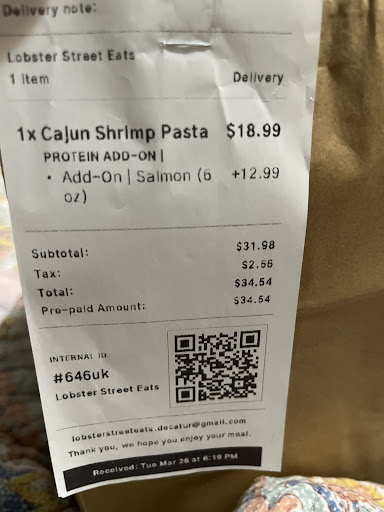 Delivery note:
Lobster Street Eats
1 Item Delivery
1x Cajun Shrimp Pasta $18.99
PROTEIN ADD-ON |
• Add-On | Salmon (6 +12.99
oz)
Subtotal: $31.98
Tax: $2.56
Total: $34.54
Pre-paid Amount: $34.54
INTERNAL ID
#646uk
Lobster Street Eats
lobsterstreeteats.decatur@gmail.com
Thank you, we hope you enjoy your meal.
Received: Tue Mar 26 at 6:19 PM